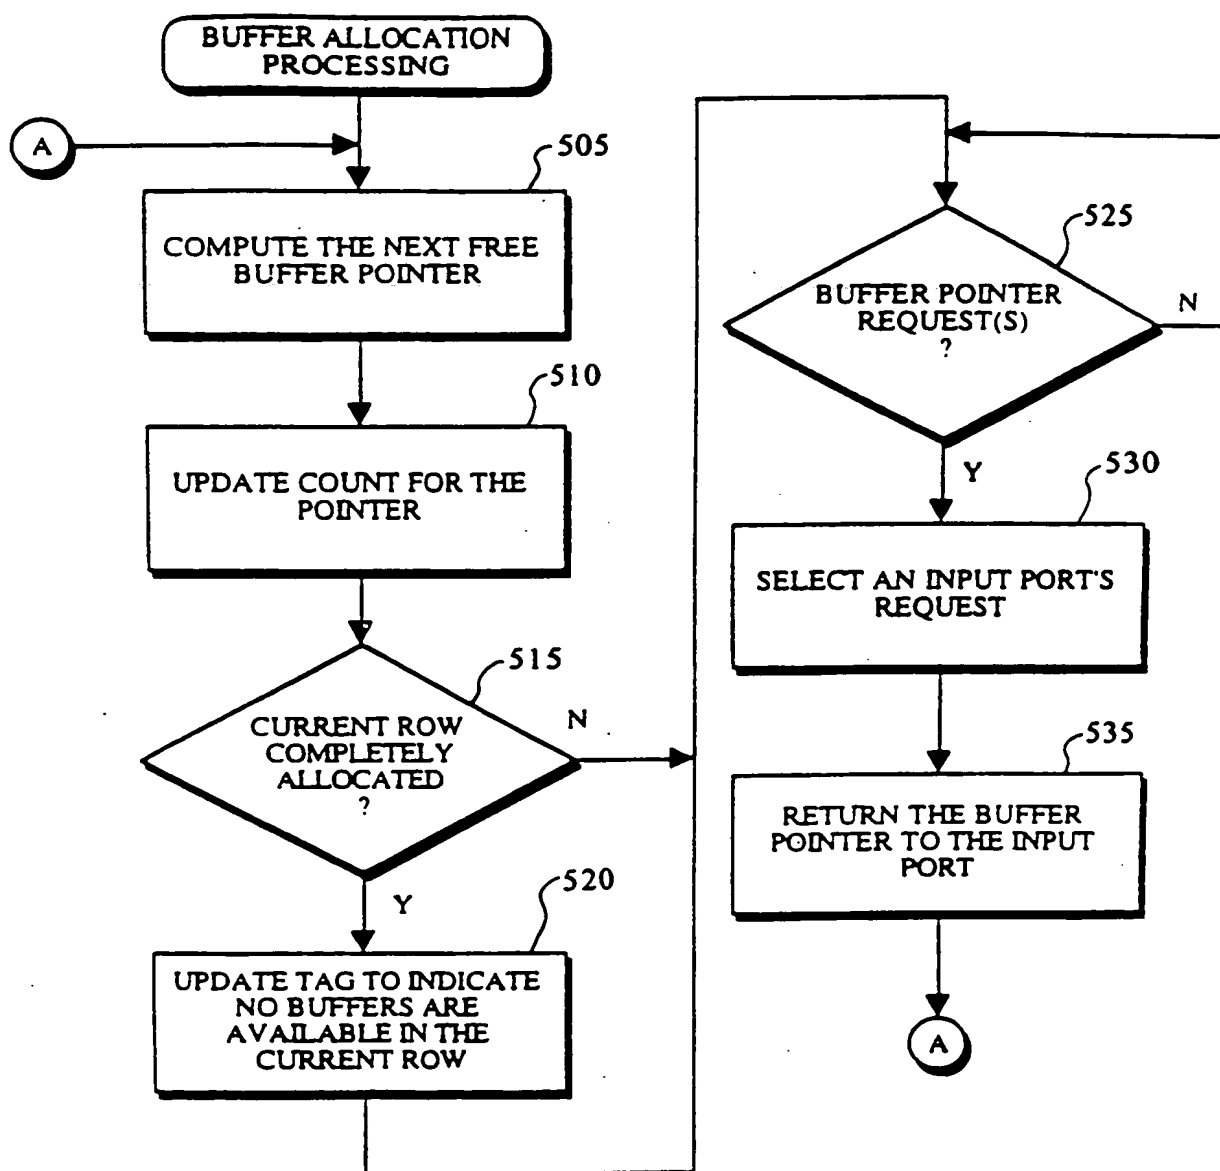 BUFFER ALLOCATION
PROCESSING
A
505
COMPUTE THE NEXT FREE
BUFFER POINTER
510
UPDATE COUNT FOR THE
POINTER
515
CURRENT ROW
COMPLETELY
ALLOCATED
?
N
Y
520
UPDATE TAG TO INDICATE
NO BUFFERS ARE
AVAILABLE IN THE
CURRENT ROW
525
BUFFER POINTER
REQUEST(S)
?
N
Y
530
SELECT AN INPUT PORT'S
REQUEST
535
RETURN THE BUFFER
POINTER TO THE INPUT
PORT
A